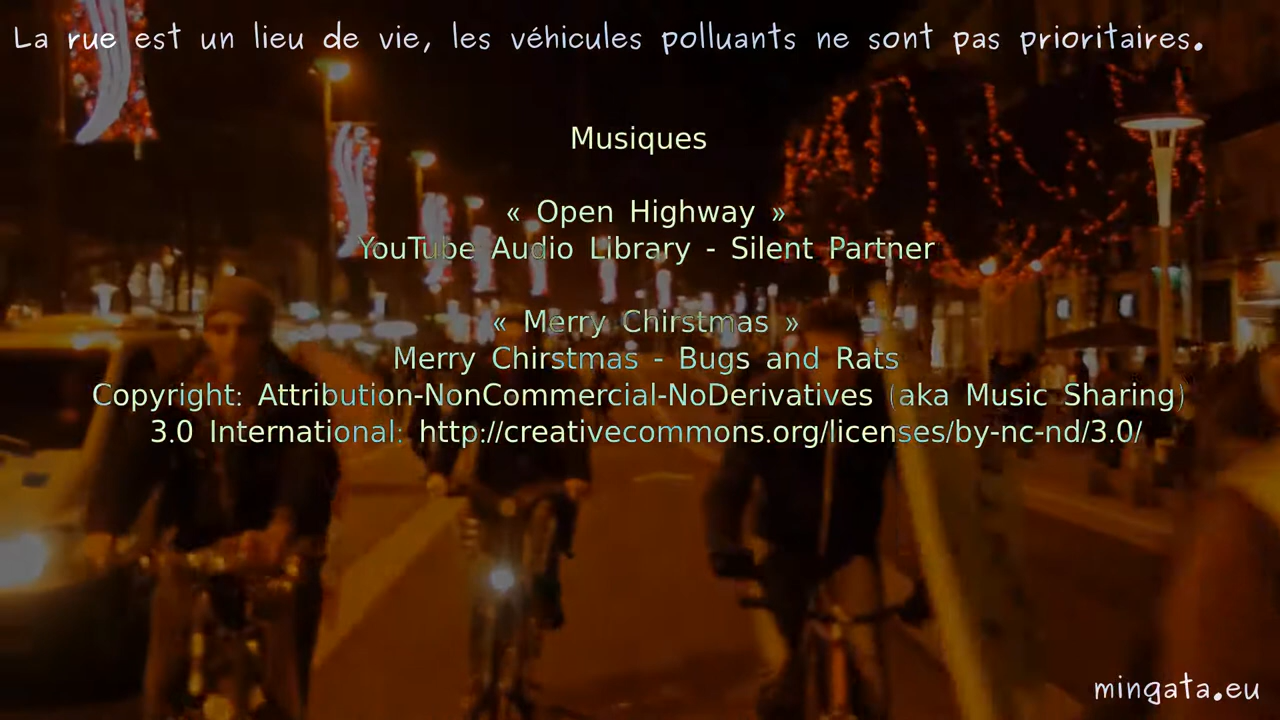 La rue est un lieu de vie, les véhicules polluants ne sont pas prioritaires.
Musiques
« Open Highway »
YouTube Audio Library - Silent Partner
« Merry Chirstmas »
Merry Chirstmas - Bugs and Rats
Copyright: Attribution-NonCommercial-NoDerivatives (aka Music Sharing)
3.0 International: http://creativecommons.org/licenses/by-nc-nd/3.0/
mingata.eu